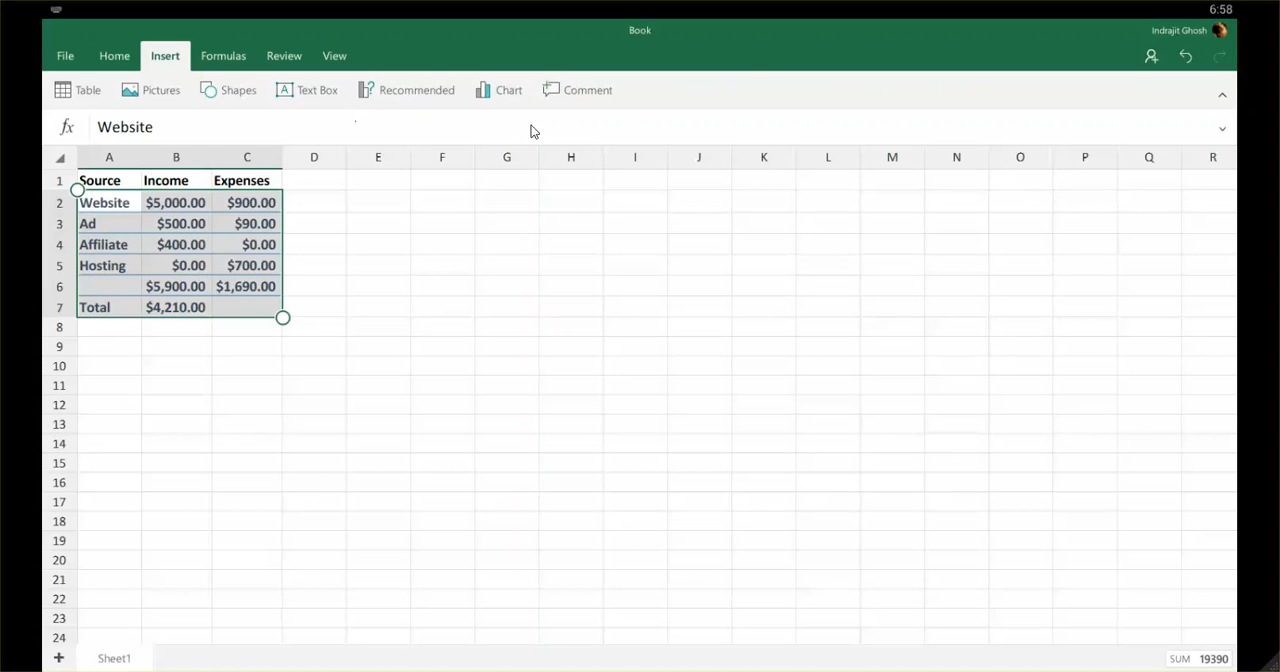 6:58
Book
Indrajit Ghosh
File Home Insert Formulas Review View
Table Pictures Shapes A Text Box Recommended Chart Comment
fx Website
A B C D E F G H I J K L M N O P Q R
1 Source Income Expenses
2 Website $5,000.00 $900.00
3 Ad $500.00 $90.00
4 Affiliate $400.00 $0.00
5 Hosting $0.00 $700.00
6 $5,900.00 $1,690.00
7 Total $4,210.00
8
9
10
11
12
13
14
15
16
17
18
19
20
21
22
23
24
+ Sheet1 SUM 19390